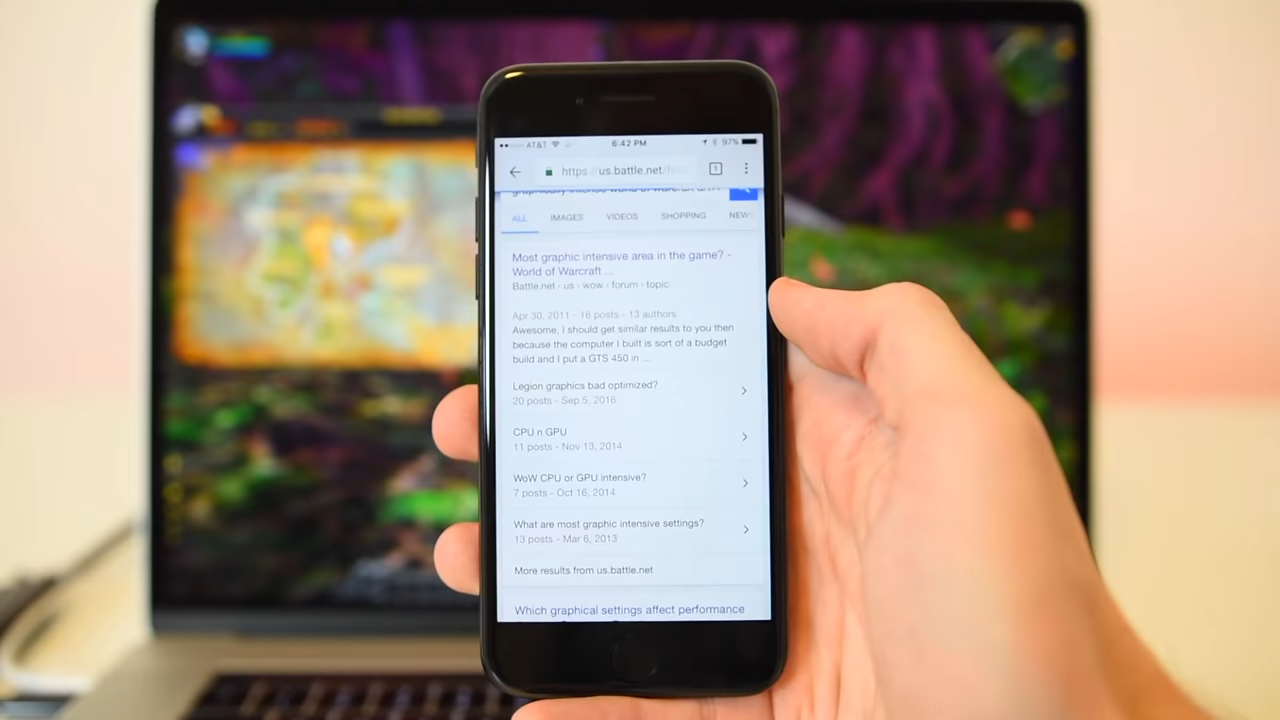 AT&T 6:42 PM 97%
https://us.battle.net/
1
ALL IMAGES VIDEOS SHOPPING NEWS
Most graphic intensive area in the game? -
World of Warcraft ...
Battle.net › us › wow › forum › topic
Apr 30, 2011 - 16 posts - 13 authors
Awesome, I should get similar results to you then
because the computer I built is sort of a budget
build and I put a GTS 450 in ...
Legion graphics bad optimized?
20 posts - Sep 5, 2016
CPU n GPU
11 posts - Nov 13, 2014
WoW CPU or GPU intensive?
7 posts - Oct 16, 2014
What are most graphic intensive settings?
13 posts - Mar 6, 2013
More results from us.battle.net
Which graphical settings affect performance